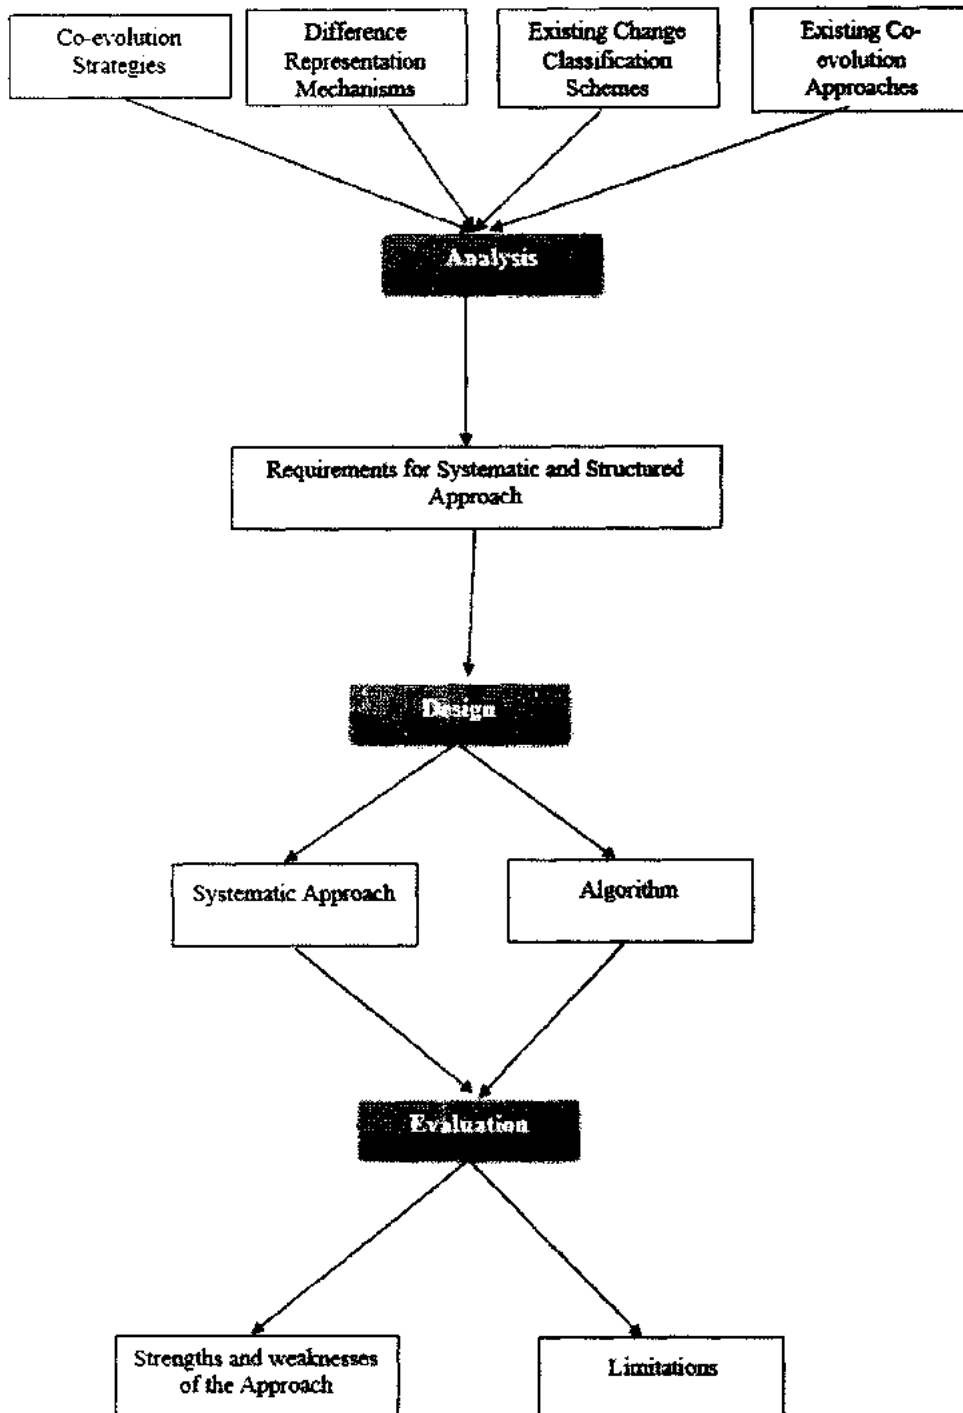 Co-evolution
Strategies
Difference
Representation
Mechanisms
Existing Change
Classification
Schemes
Existing Co-
evolution
Approaches
Analysis
Requirements for Systematic and Structured
Approach
Design
Systematic Approach
Algorithm
Evaluation
Strengths and weaknesses
of the Approach
Limitations